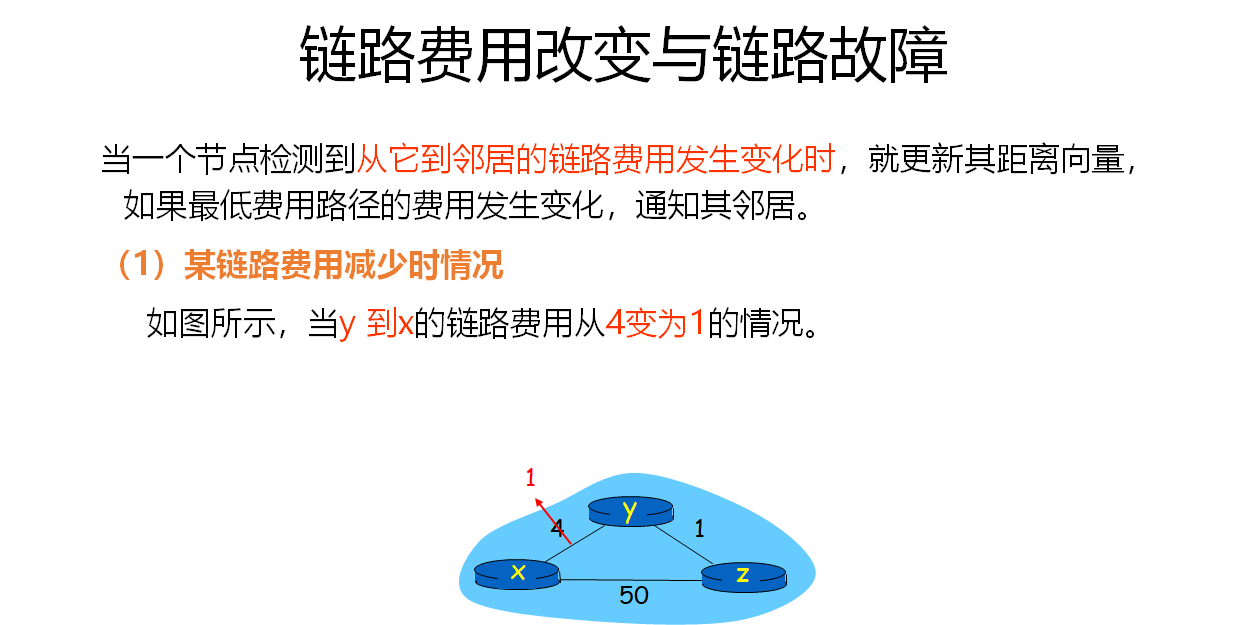 链路费用改变与链路故障
当一个节点检测到从它到邻居的链路费用发生变化时，就更新其距离向量，
如果最低费用路径的费用发生变化，通知其邻居。
（1）某链路费用减少时情况
如图所示，当y 到x的链路费用从4变为1的情况。
1
y
4
1
x
z
50